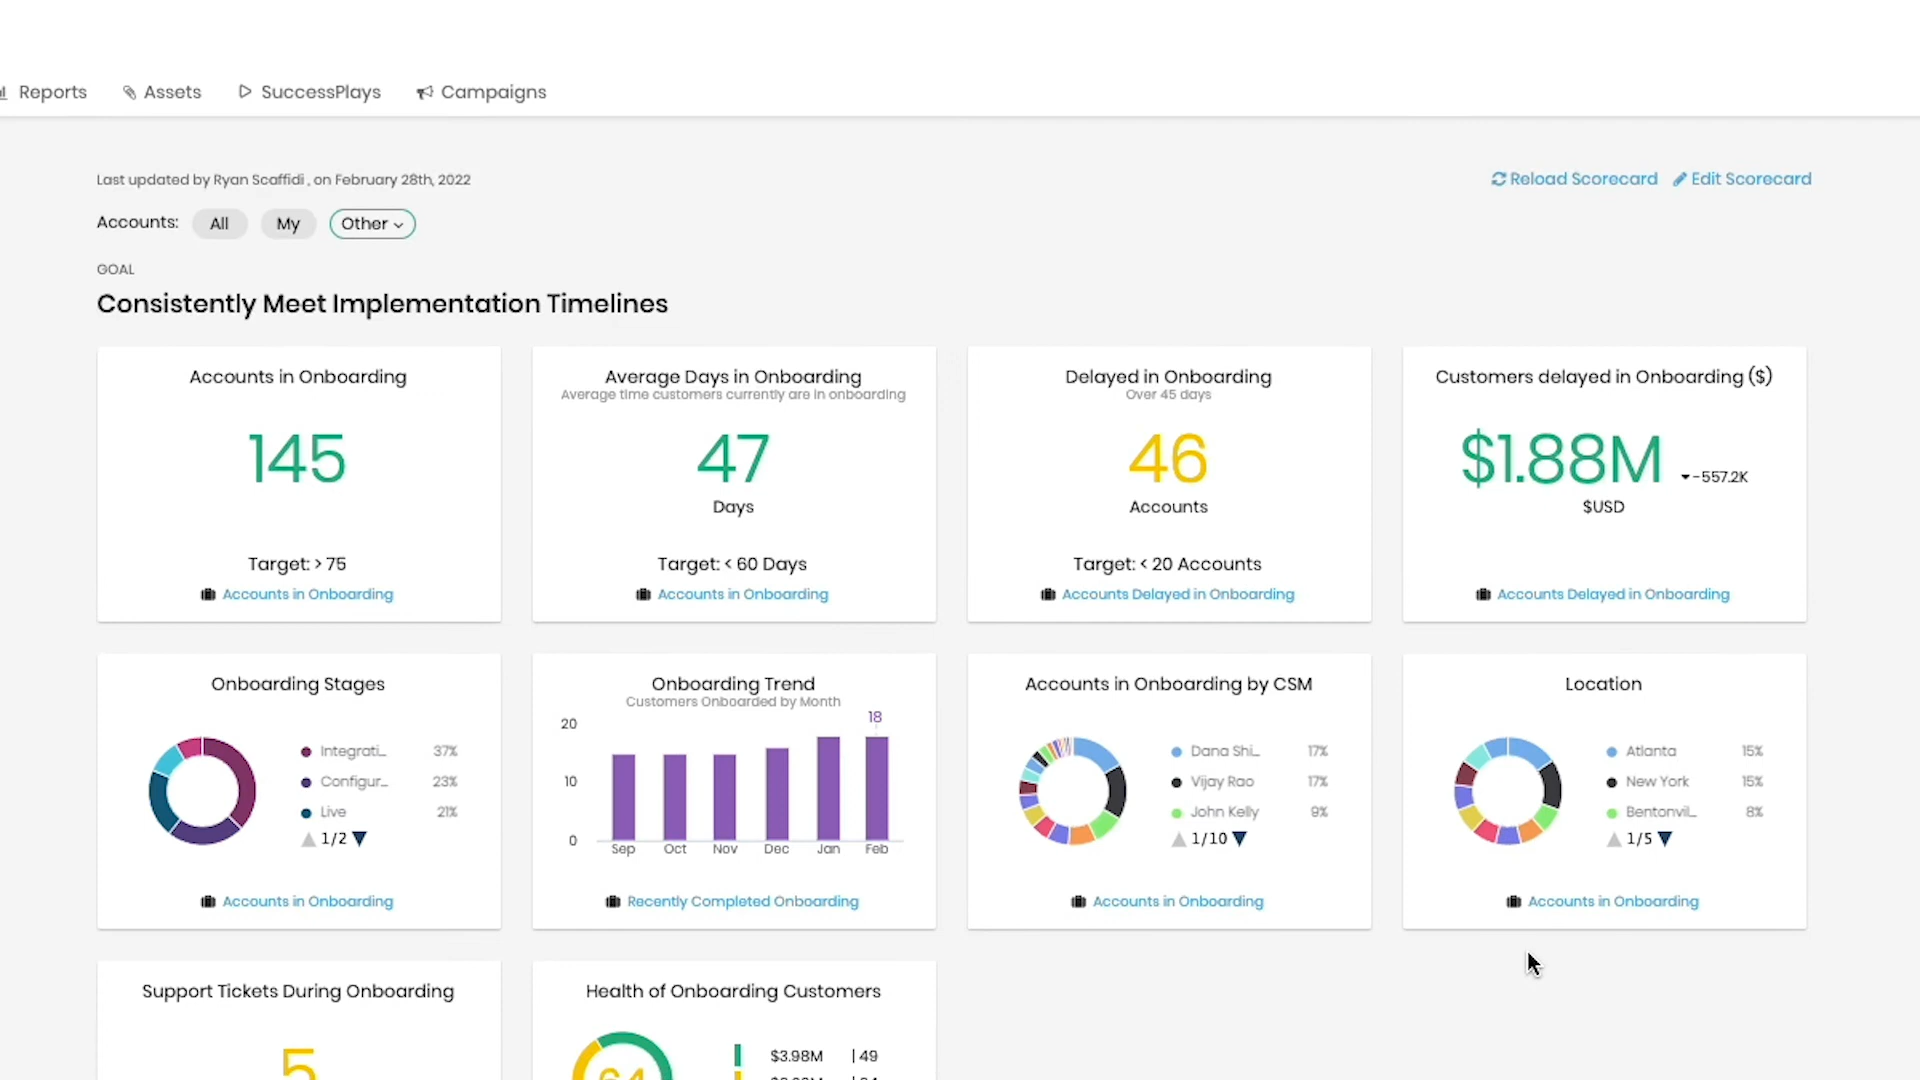 Reports Assets SuccessPlays Campaigns
Last updated by Ryan Scaffidi , on February 28th, 2022
Reload Scorecard Edit Scorecard
Accounts: All My Other
GOAL
Consistently Meet Implementation Timelines
Accounts in Onboarding
145
Target: > 75
Accounts in Onboarding
Average Days in Onboarding
Average time customers currently are in onboarding
47
Days
Target: < 60 Days
Accounts in Onboarding
Delayed in Onboarding
Over 45 days
46
Accounts
Target: < 20 Accounts
Accounts Delayed in Onboarding
Customers delayed in Onboarding ($)
$1.88M -557.2K
$USD
Accounts Delayed in Onboarding
Onboarding Stages
Integrati... 37%
Configur... 23%
Live 21%
1/2
Accounts in Onboarding
Onboarding Trend
Customers Onboarded by Month
18
20
10
0
Sep Oct Nov Dec Jan Feb
Recently Completed Onboarding
Accounts in Onboarding by CSM
Dana Shi... 17%
Vijay Rao 17%
John Kelly 9%
1/10
Accounts in Onboarding
Location
Atlanta 15%
New York 15%
Bentonvil... 8%
1/5
Accounts in Onboarding
Support Tickets During Onboarding
5
Health of Onboarding Customers
64
$3.98M | 49